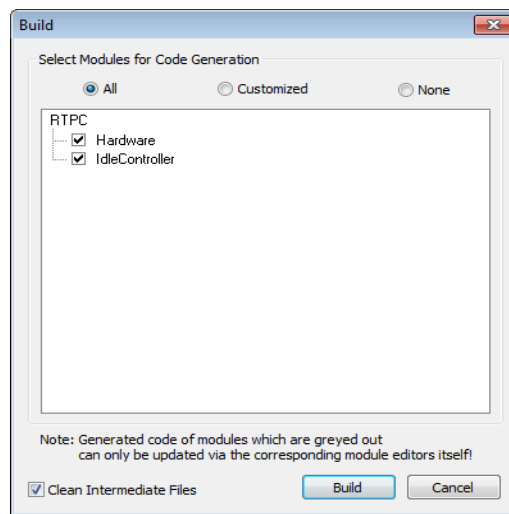 Build
Select Modules for Code Generation
All Customized None
RTPC
Hardware
IdleController
Note: Generated code of modules which are greyed out
can only be updated via the corresponding module editors itself!
Clean Intermediate Files Build Cancel